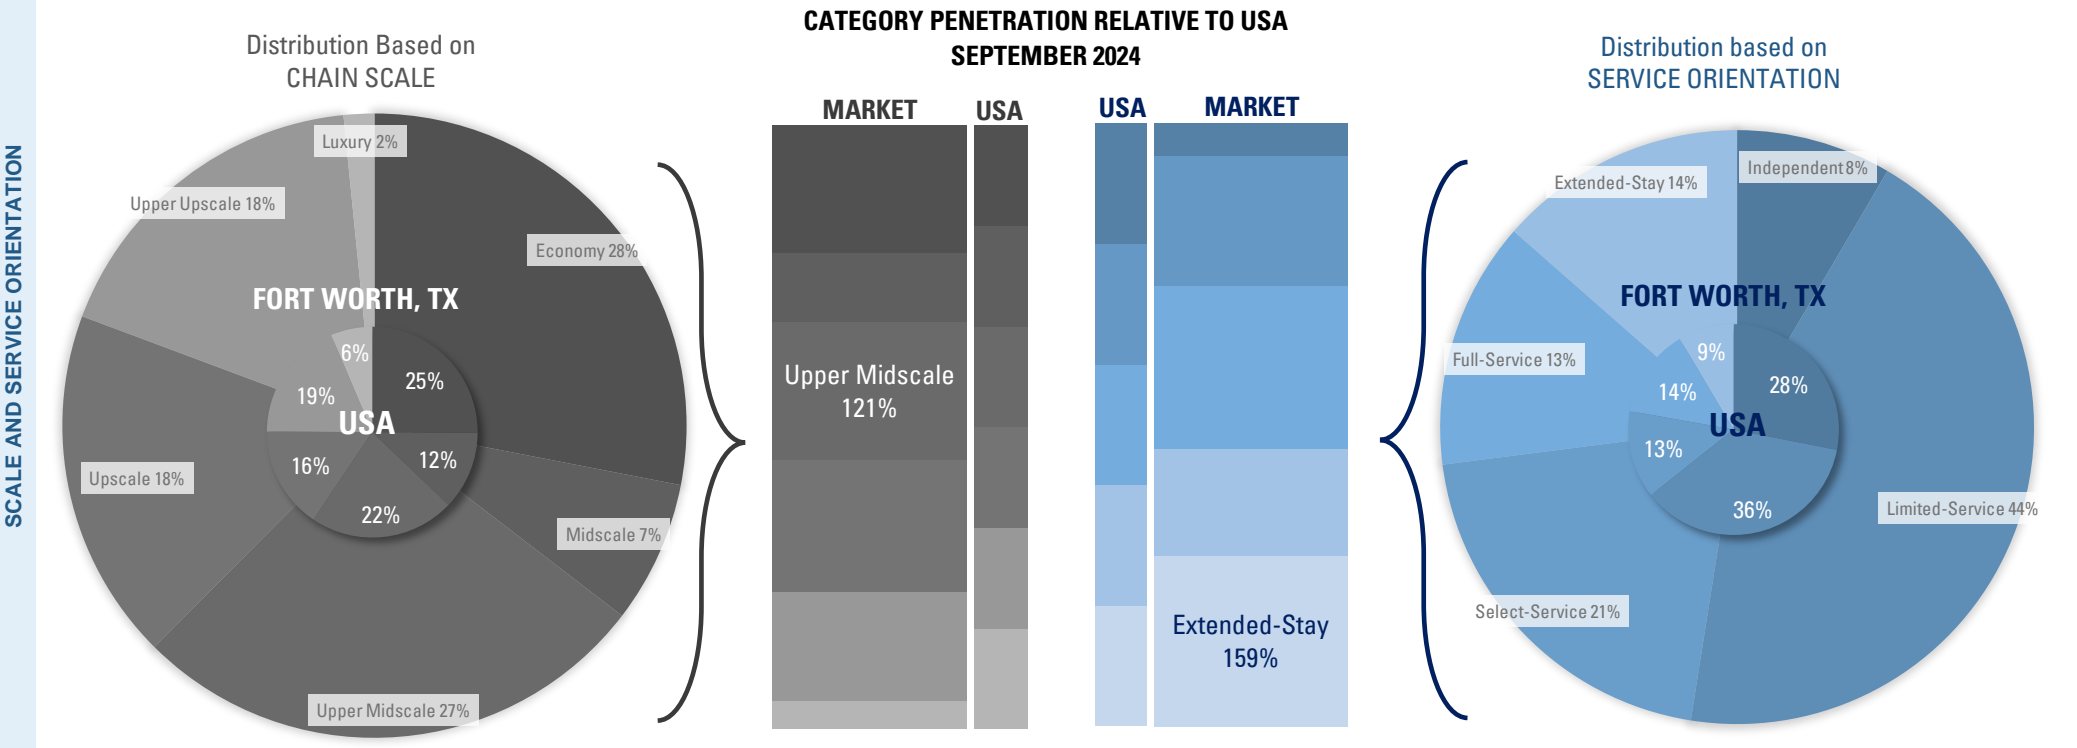 SCALE AND SERVICE ORIENTATION
Distribution Based on
CHAIN SCALE
Luxury 2%
Upper Upscale 18%
Economy 28%
FORT WORTH, TX
6%
25%
19%
USA
16%
12%
22%
Upscale 18%
Midscale 7%
Upper Midscale 27%
CATEGORY PENETRATION RELATIVE TO USA
SEPTEMBER 2024
MARKET
USA
USA
MARKET
Upper Midscale
121%
Extended-Stay
159%
Distribution based on
SERVICE ORIENTATION
Independent 8%
Extended-Stay 14%
FORT WORTH, TX
Full-Service 13%
9%
28%
14%
USA
13%
36%
Limited-Service 44%
Select-Service 21%